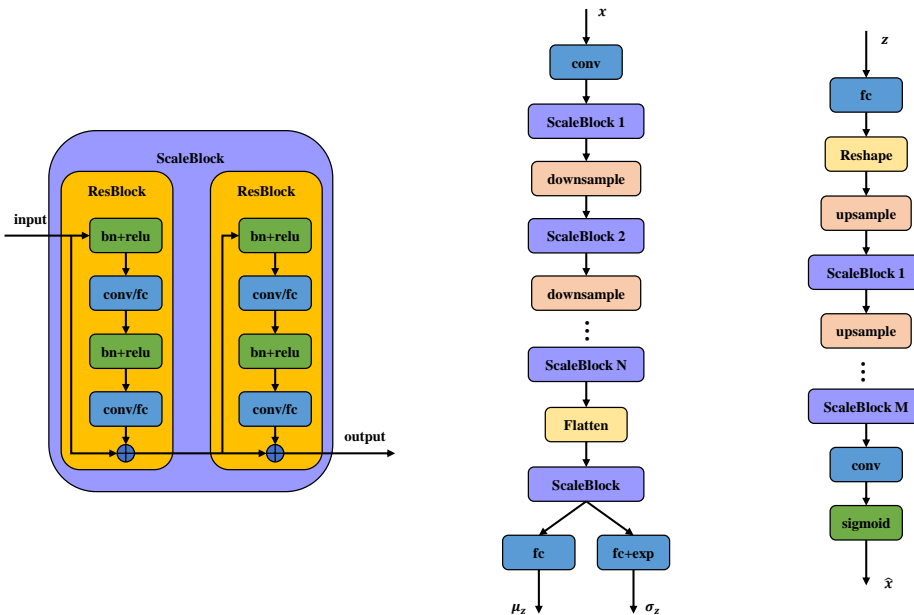 ScaleBlock
ResBlock
ResBlock
input
bn+relu
conv/fc
bn+relu
conv/fc
bn+relu
conv/fc
bn+relu
conv/fc
output
x
conv
ScaleBlock 1
downsample
ScaleBlock 2
downsample
ScaleBlock N
Flatten
ScaleBlock
fc
fc+exp
μz
σz
z
fc
Reshape
upsample
ScaleBlock 1
upsample
ScaleBlock M
conv
sigmoid
x̂